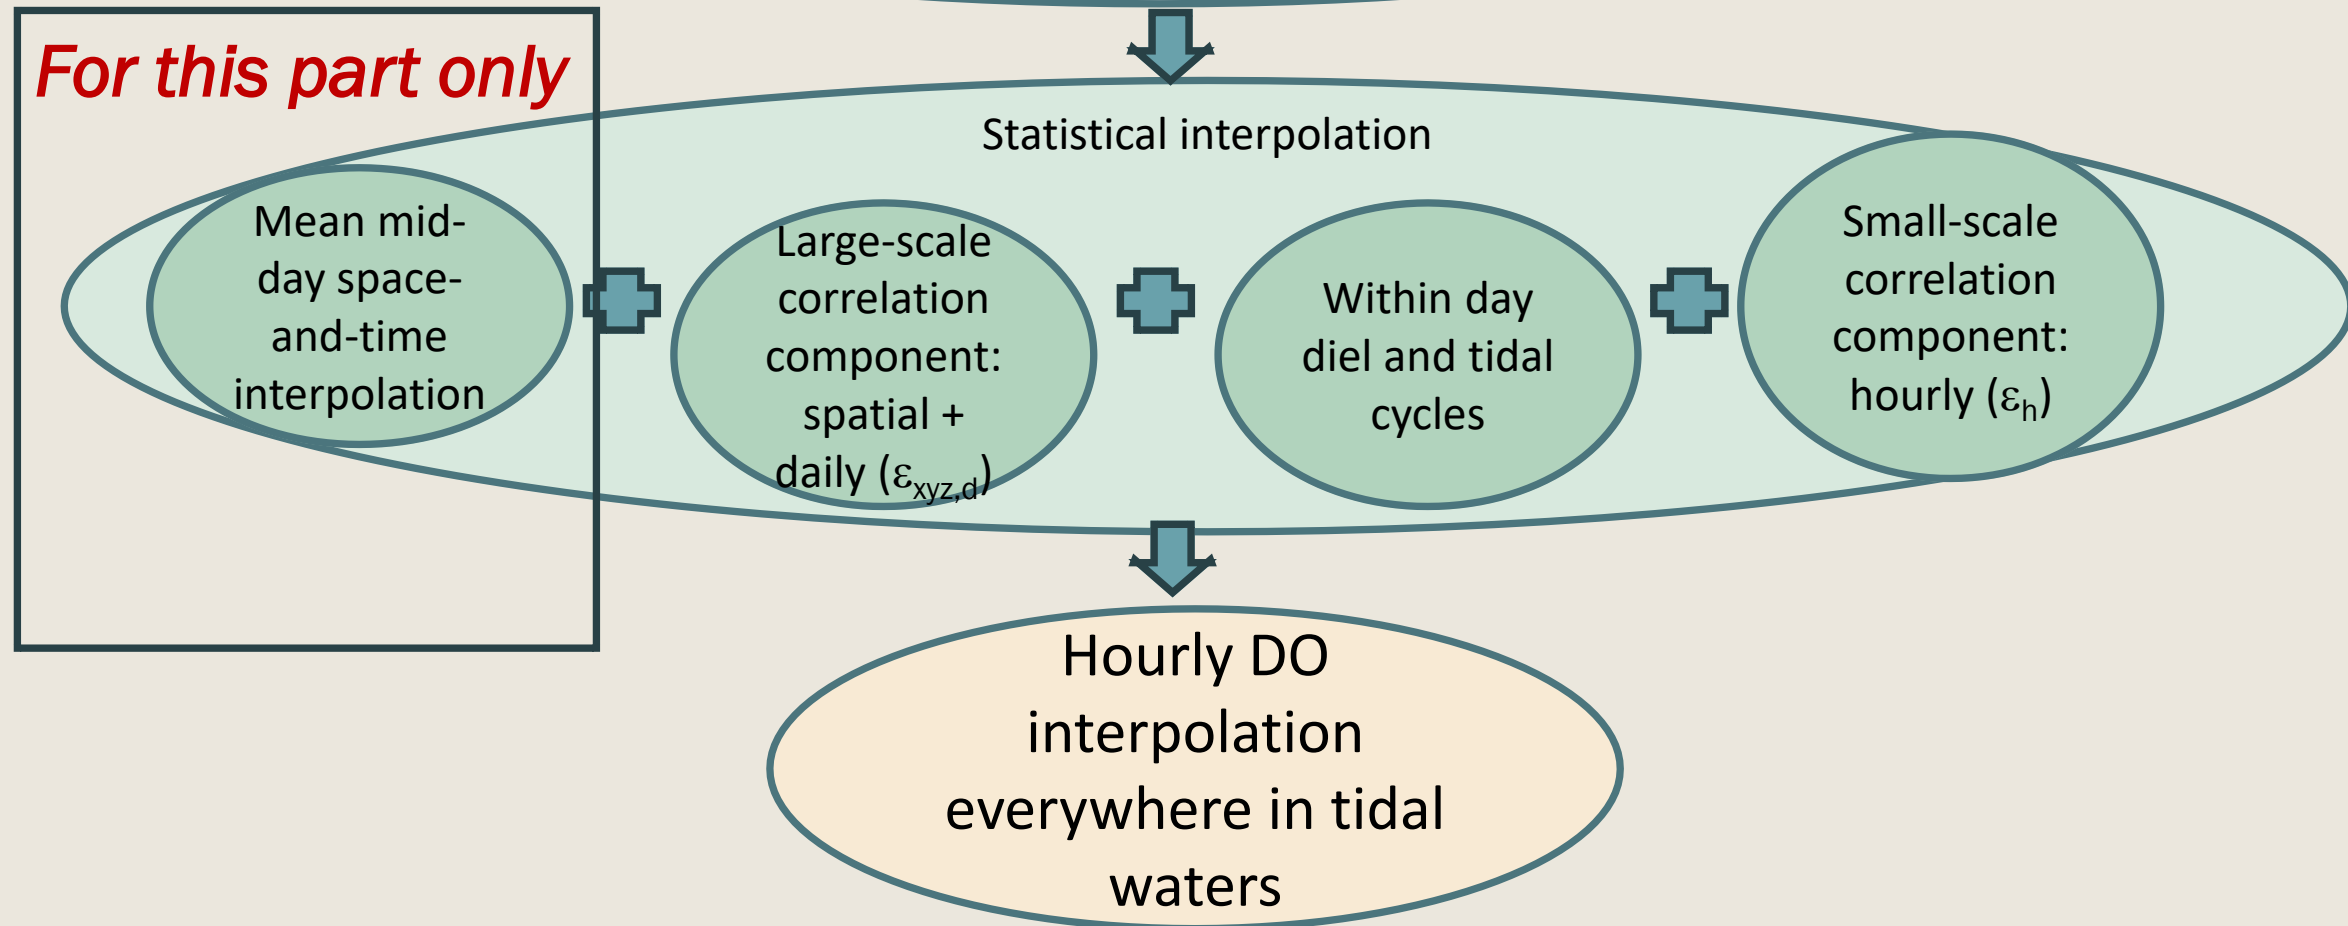 For this part only
Statistical interpolation
Mean mid-
day space-
and-time
interpolation
Large-scale
correlation
component:
spatial +
daily (εxyz,d)
Within day
diel and tidal
cycles
Small-scale
correlation
component:
hourly (εh)
Hourly DO
interpolation
everywhere in tidal
waters